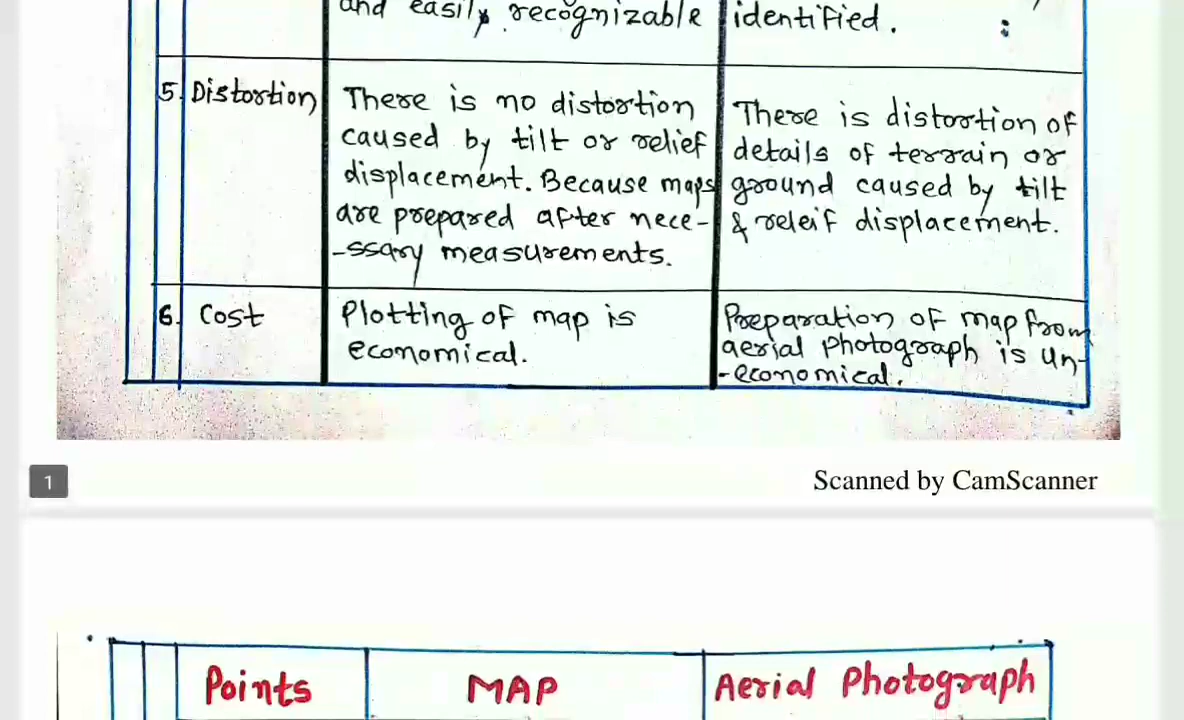 and easily recognizable
identified.
5. Distortion
There is no distortion
caused by tilt or relief
displacement. Because maps
are prepared after nece-
-ssary measurements.
There is distortion of
details of terrain or
ground caused by tilt
& releif displacement.
6. Cost
Plotting of map is
economical.
Preparation of map from
aerial photograph is un-
-economical.
1
Scanned by CamScanner
Points
MAP
Aerial Photograph